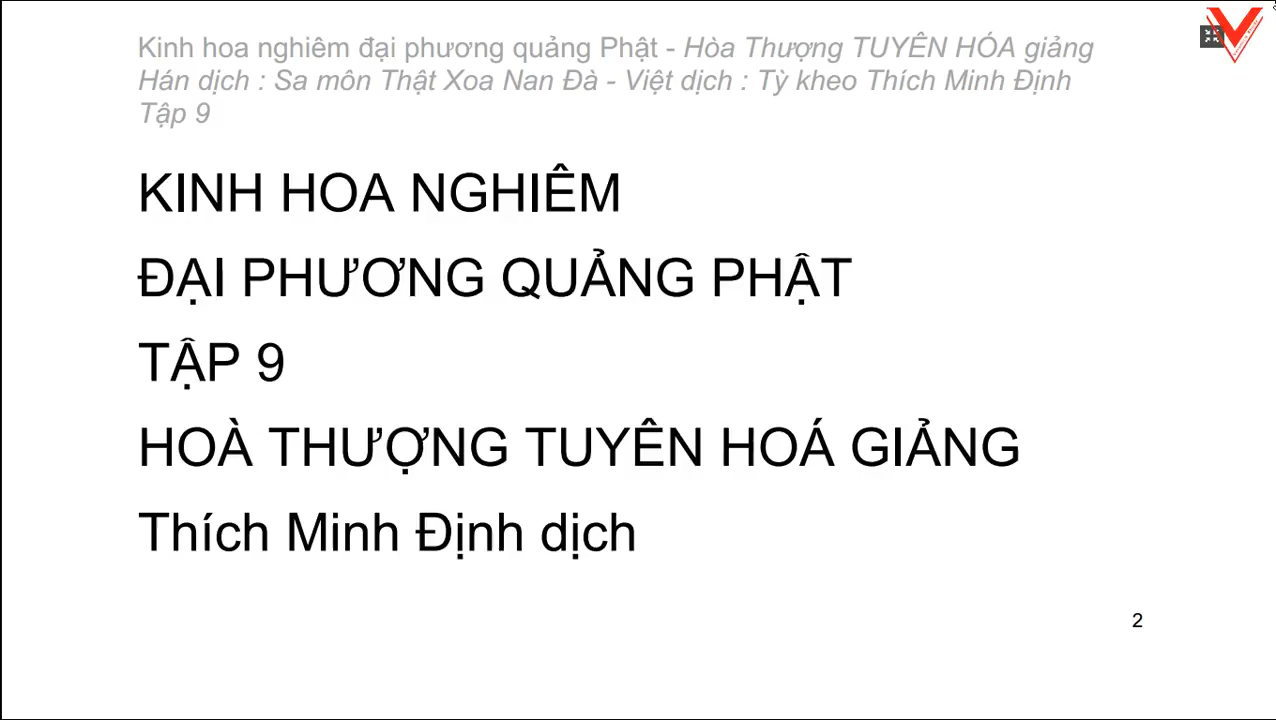 Kinh hoa nghiêm đại phương quảng Phật - Hòa Thượng TUYÊN HÓA giảng
Hán dịch : Sa môn Thật Xoa Nan Đà - Việt dịch : Tỳ kheo Thích Minh Định
Tập 9
KINH HOA NGHIÊM
ĐẠI PHƯƠNG QUẢNG PHẬT
TẬP 9
HOÀ THƯỢNG TUYÊN HOÁ GIẢNG
Thích Minh Định dịch
2